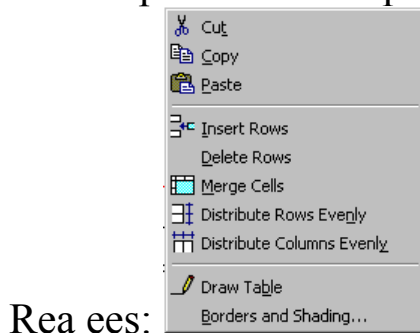 Cut
Copy
Paste
Insert Rows
Delete Rows
Merge Cells
Distribute Rows Evenly
Distribute Columns Evenly
Draw Table
Borders and Shading...
Rea ees: